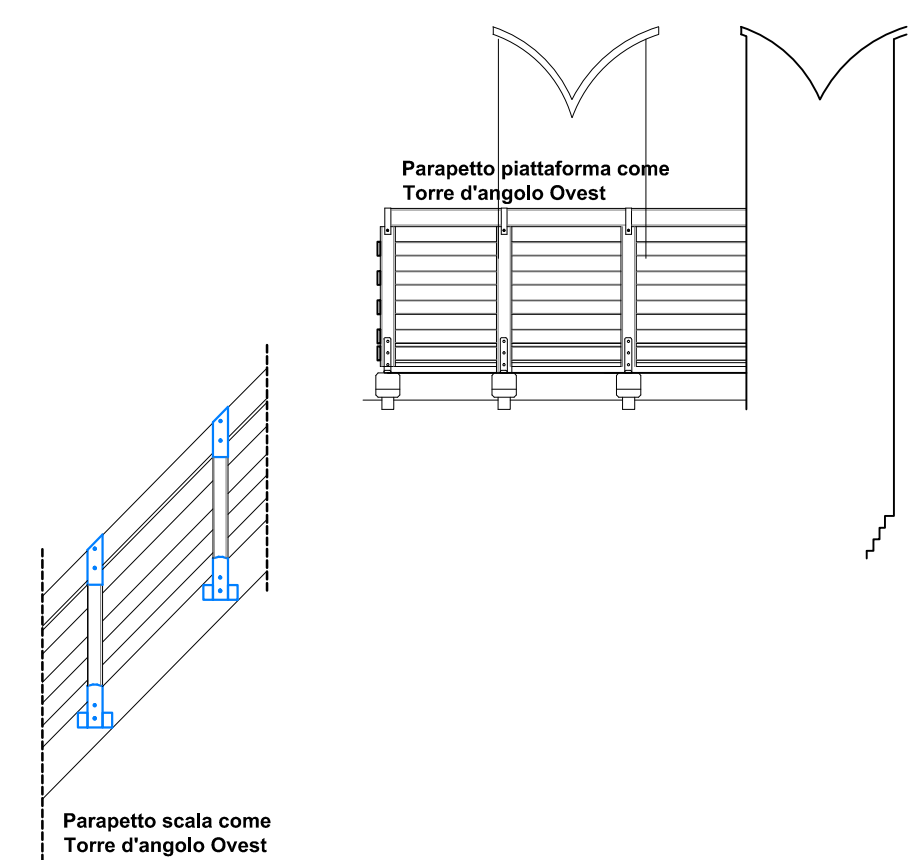 Parapetto piattaforma come
Torre d'angolo Ovest
Parapetto scala come
Torre d'angolo Ovest